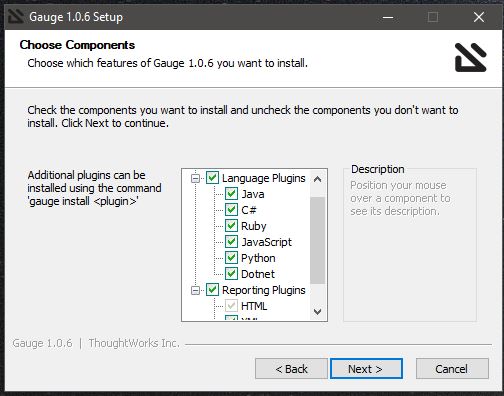 Gauge 1.0.6 Setup
Choose Components
Choose which features of Gauge 1.0.6 you want to install.
Check the components you want to install and uncheck the components you don't want to
install. Click Next to continue.
Additional plugins can be
installed using the command
'gauge install <plugin>'
Language Plugins
Java
C#
Ruby
JavaScript
Python
Dotnet
Reporting Plugins
HTML
Description
Position your mouse
over a component to
see its description.
Gauge 1.0.6 | ThoughtWorks Inc.
< Back
Next >
Cancel